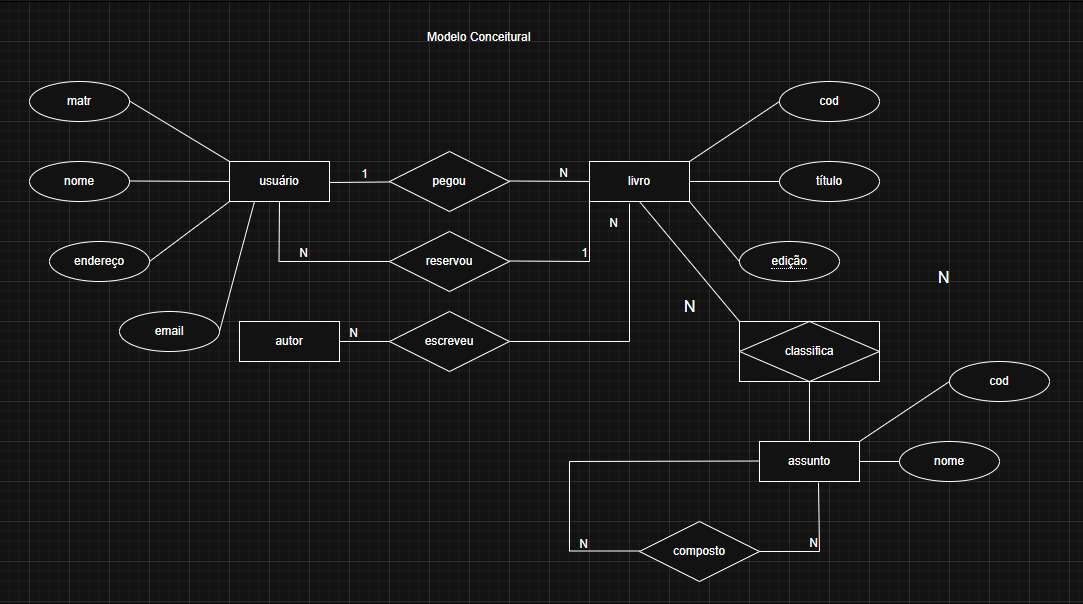 Modelo Conceitural
matr
cod
nome
usuário
1
pegou
N
livro
título
N
N
reservou
1
endereço
edição
N
N
email
autor
N
escreveu
classifica
cod
assunto
nome
N
composto
N